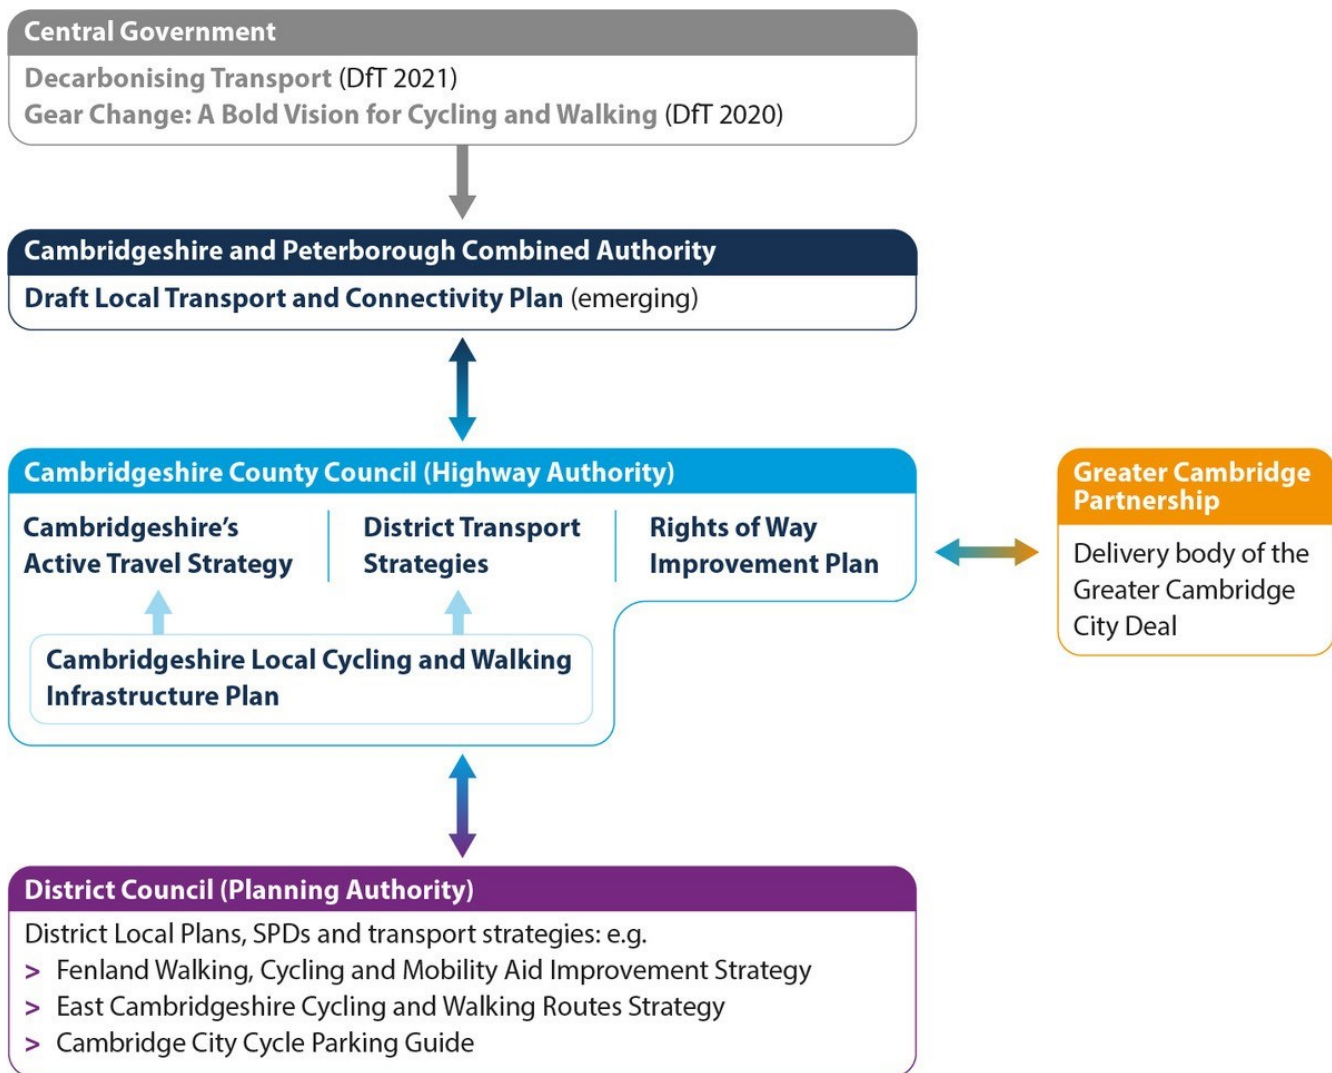 Central Government
Decarbonising Transport (DfT 2021)
Gear Change: A Bold Vision for Cycling and Walking (DfT 2020)
Cambridgeshire and Peterborough Combined Authority
Draft Local Transport and Connectivity Plan (emerging)
Cambridgeshire County Council (Highway Authority)
Cambridgeshire's
Active Travel Strategy
District Transport
Strategies
Rights of Way
Improvement Plan
Cambridgeshire Local Cycling and Walking
Infrastructure Plan
Greater Cambridge
Partnership
Delivery body of the
Greater Cambridge
City Deal
District Council (Planning Authority)
District Local Plans, SPDs and transport strategies: e.g.
> Fenland Walking, Cycling and Mobility Aid Improvement Strategy
> East Cambridgeshire Cycling and Walking Routes Strategy
> Cambridge City Cycle Parking Guide